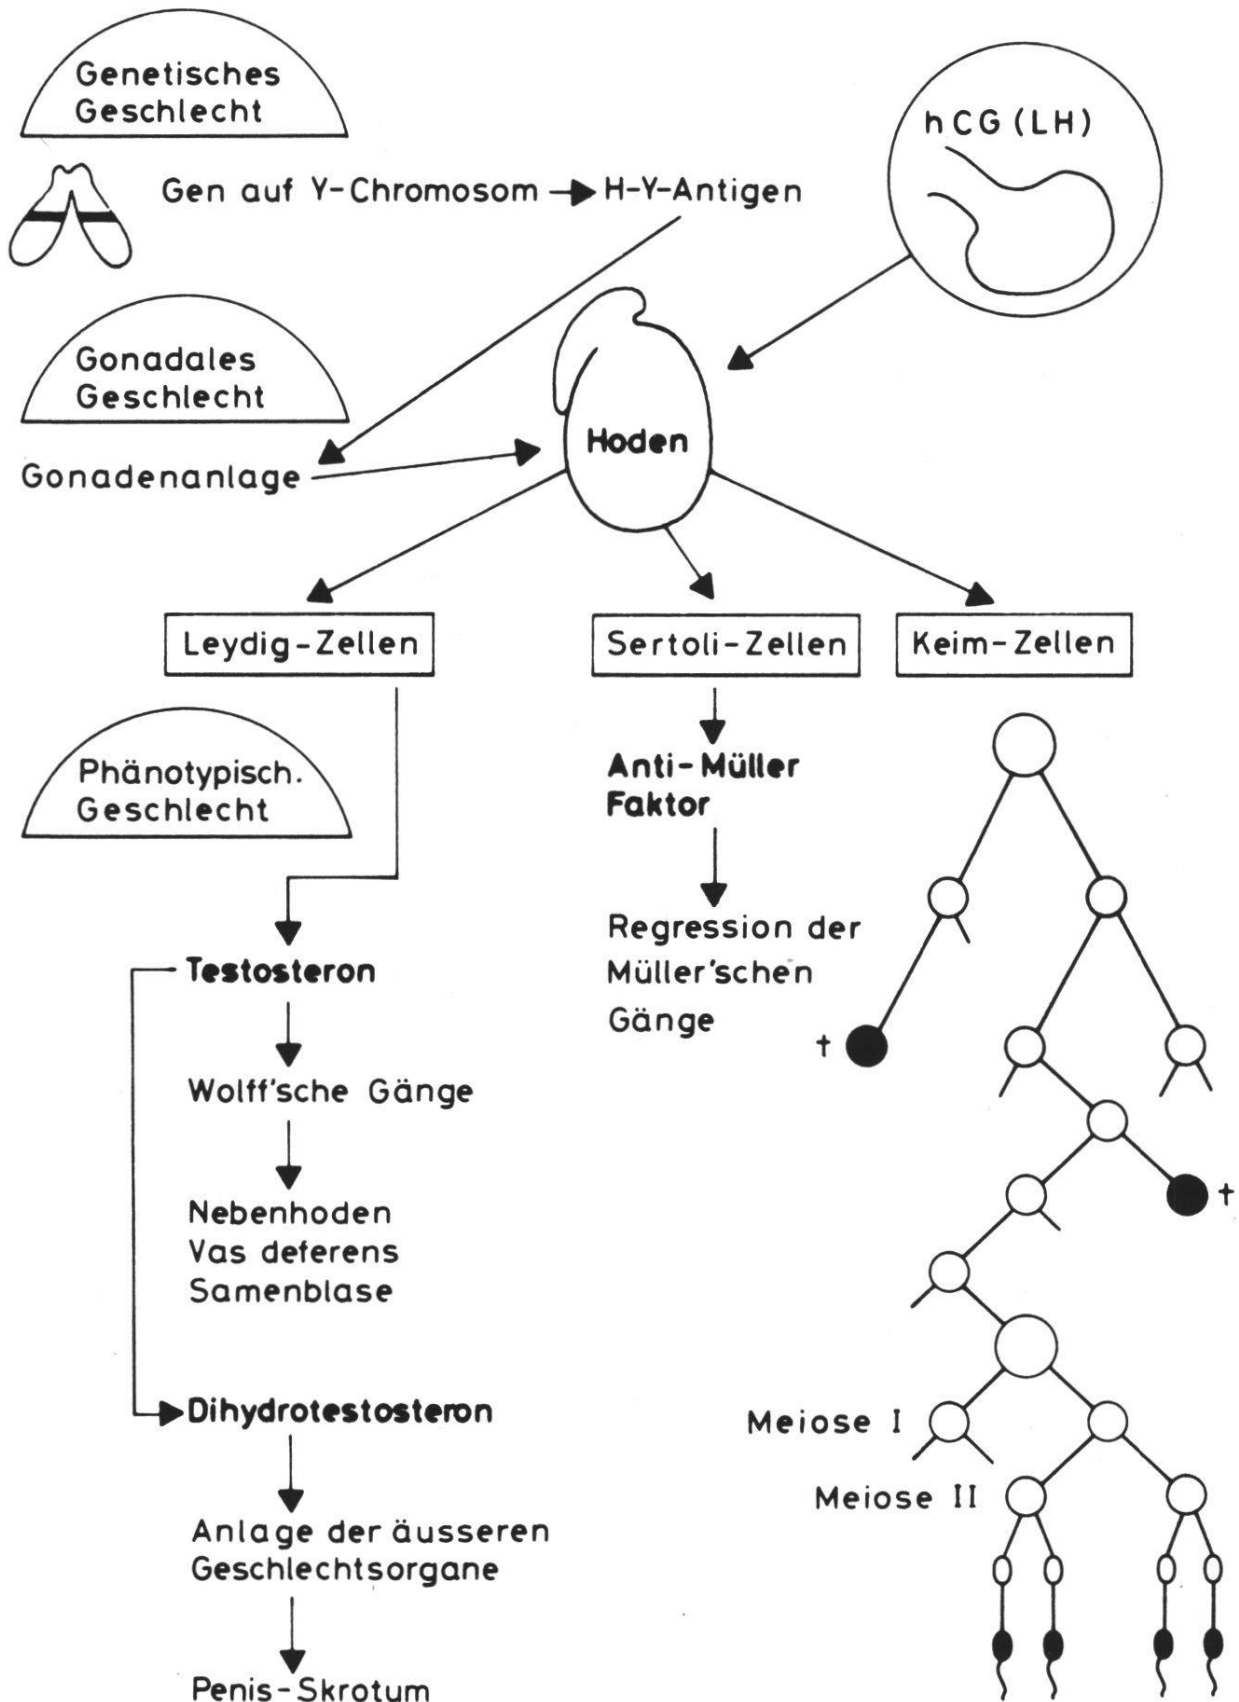 Genetisches
Geschlecht
hCG (LH)
Gen auf Y-Chromosom → H-Y-Antigen
Gonadales
Geschlecht
Hoden
Gonadenanlage
Leydig-Zellen
Sertoli-Zellen
Keim-Zellen
Phänotypisch.
Geschlecht
Anti-Müller
Faktor
Regression der
Müller'schen
Gänge
Testosteron
†
Wolff'sche Gänge
†
Nebenhoden
Vas deferens
Samenblase
Dihydrotestosteron
Meiose I
Meiose II
Anlage der äusseren
Geschlechtsorgane
Penis-Skrotum